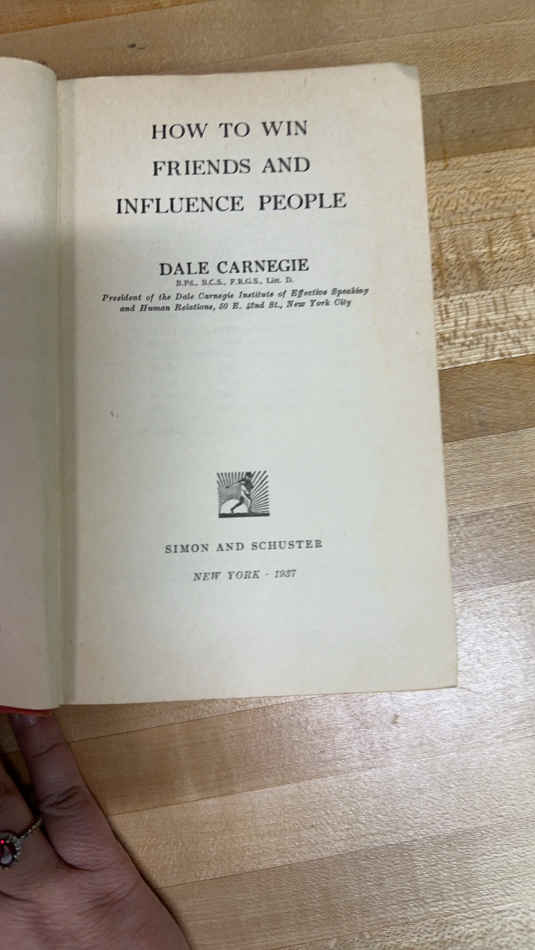 HOW TO WIN
FRIENDS AND
INFLUENCE PEOPLE
DALE CARNEGIE
B.Pd., B.C.S., F.R.G.S., Litt. D.
President of the Dale Carnegie Institute of Effective Speaking
and Human Relations, 50 E. 42nd St., New York City
SIMON AND SCHUSTER
NEW YORK · 1937